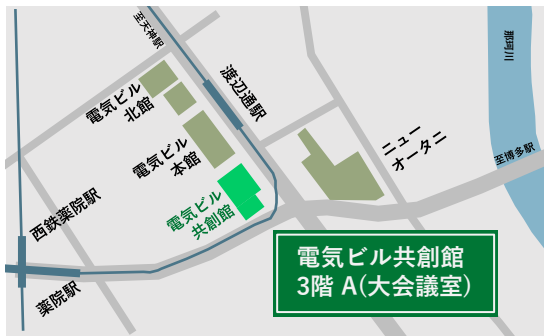 至天神駅
渡辺通駅
那珂川
電気ビル
北館
電気ビル
本館
ニュー
オータニ
至博多駅
西鉄薬院駅
電気ビル
共創館
薬院駅
電気ビル共創館
3階 A(大会議室)